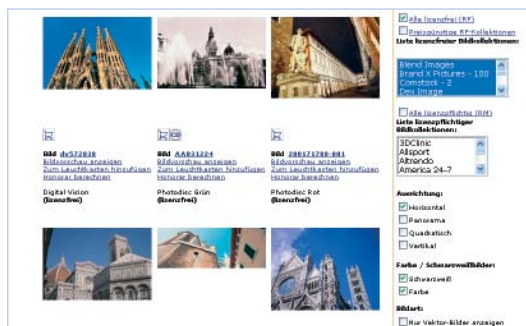 Bild dv572038
Bildvorschau anzeigen
Zum Leuchtkasten hinzufügen
Honorar berechnen
Digital Vision
(lizenzfrei)
Bild AA031224
Bildvorschau anzeigen
Zum Leuchtkasten hinzufügen
Honorar berechnen
Photodisc Grün
(lizenzfrei)
Bild 200171700-001
Bildvorschau anzeigen
Zum Leuchtkasten hinzufügen
Honorar berechnen
Photodisc Rot
(lizenzfrei)
Alle lizenzfrei (RF)
Preisgünstige RF-Kollektionen
Liste lizenzfreier Bildkollektionen:
Blend Images
Brand X Pictures - 100
Comstock - 2
Dex Image
Alle lizenzpflichtig (RM)
Liste lizenzpflichtiger
Bildkollektionen:
3DClinic
Allsport
Altrendo
America 24-7
Ausrichtung:
Horizontal
Panorama
Quadratisch
Vertikal
Farbe / Schwarzweißbilder:
Schwarzweiß
Farbe
Bildart:
Nur Vektor-Bilder anzeigen